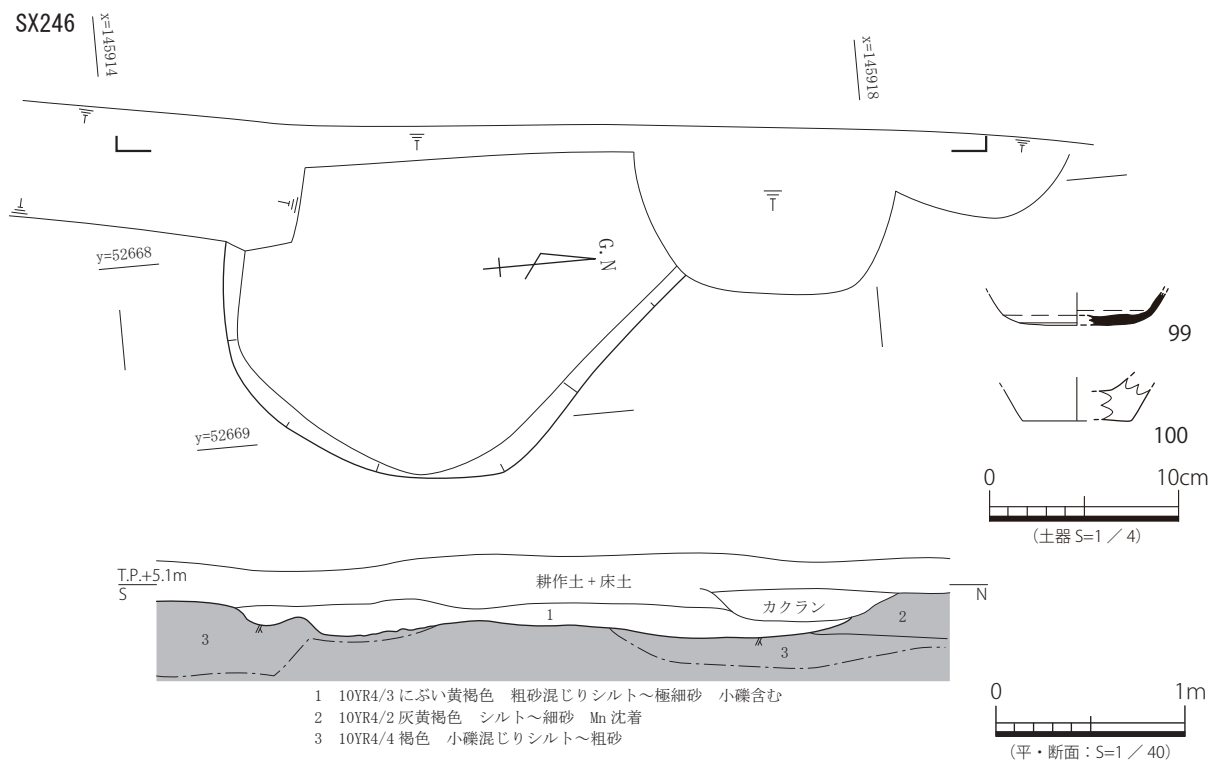 SX246
x=145914
x=145918
y=52668
G.N
99
y=52669
100
0 10cm
(土器 S=1／4)
T.P.+5.1m
S
耕作土 + 床土
カクラン
N
1
2
3
3
1 10YR4/3 にぶい黄褐色 粗砂混じりシルト～極細砂 小礫含む
2 10YR4/2 灰黄褐色 シルト～細砂 Mn 沈着
3 10YR4/4 褐色 小礫混じりシルト～粗砂
0 1m
(平・断面：S=1／40)